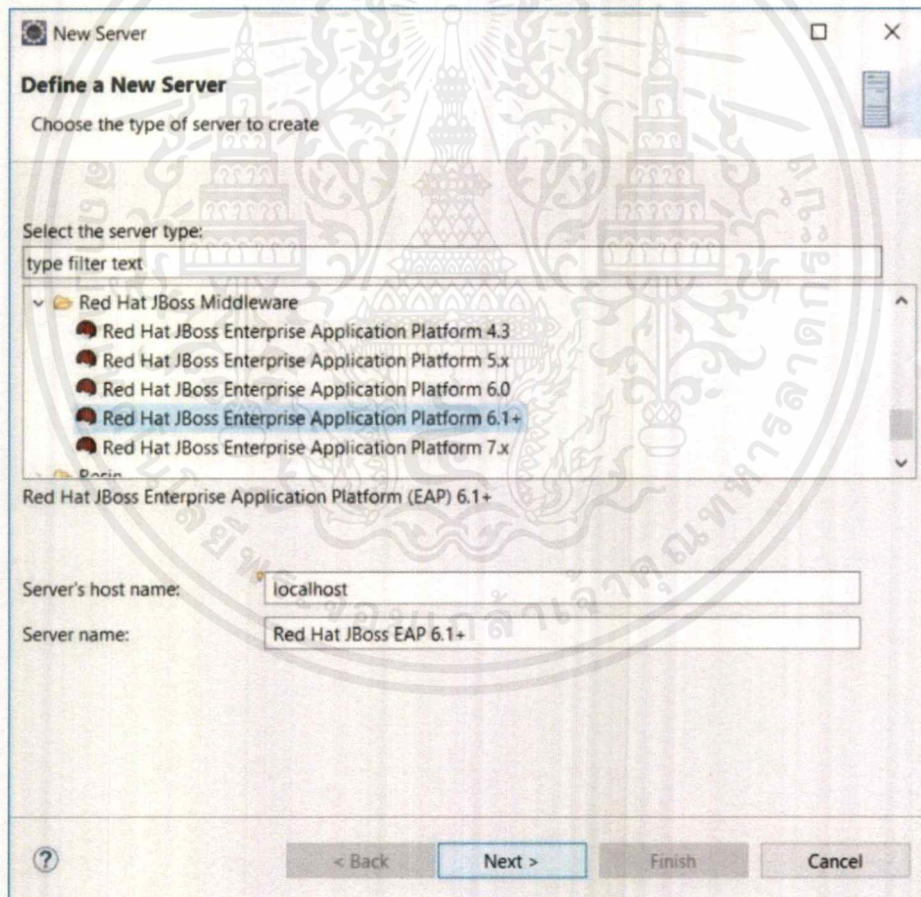 New Server
Define a New Server
Choose the type of server to create
Select the server type:
type filter text
Red Hat JBoss Middleware
Red Hat JBoss Enterprise Application Platform 4.3
Red Hat JBoss Enterprise Application Platform 5.x
Red Hat JBoss Enterprise Application Platform 6.0
Red Hat JBoss Enterprise Application Platform 6.1+
Red Hat JBoss Enterprise Application Platform 7.x
Resin
Red Hat JBoss Enterprise Application Platform (EAP) 6.1+
Server's host name:
localhost
Server name:
Red Hat JBoss EAP 6.1+
< Back
Next >
Finish
Cancel